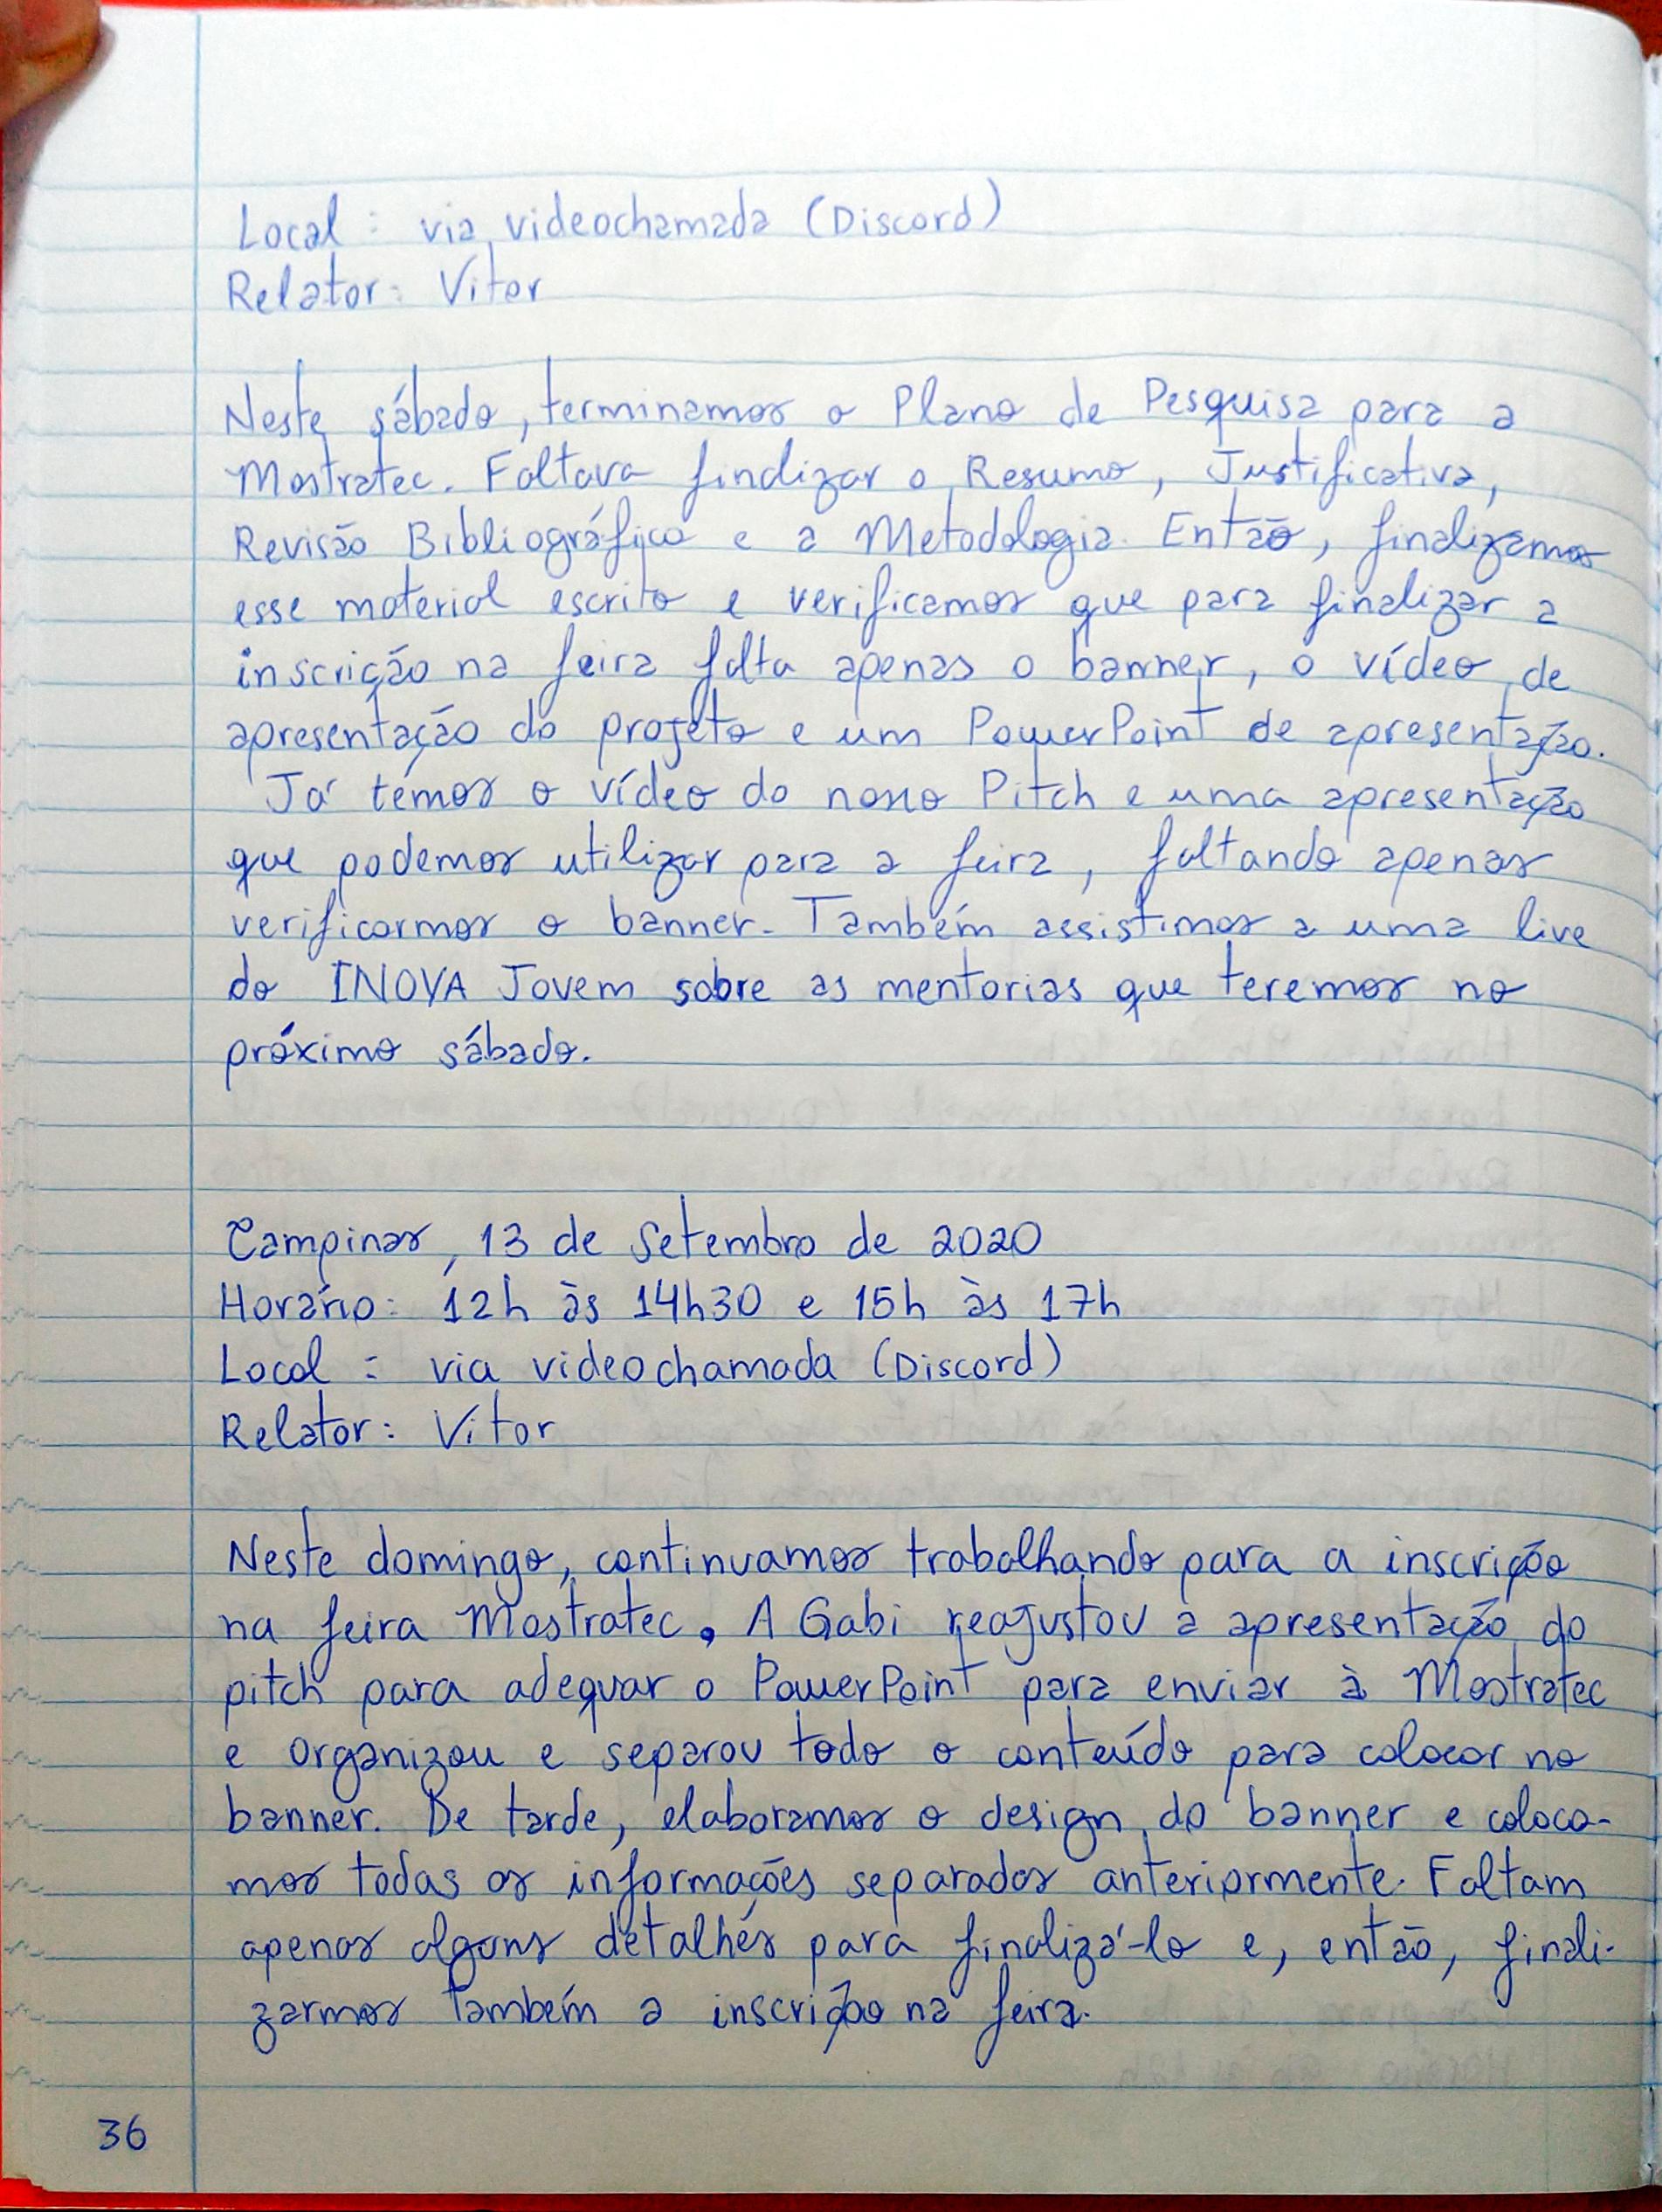 Local: via videochamada (Discord)
Relator: Vitor
Neste sábado, terminamos o Plano de Pesquisa para a
Mostratec. Faltava finalizar o Resumo, Justificativa,
Revisão Bibliográfica e a Metodologia. Então, finalizamos
esse material escrito e verificamos que para finalizar a
inscrição na feira falta apenas o banner, o vídeo de
apresentação do projeto e um PowerPoint de apresentação.
Já temos o vídeo do nosso Pitch e uma apresentação
que podemos utilizar para a feira, faltando apenas
verificarmos o banner. Também assistimos a uma live
do INOVA Jovem sobre as mentorias que teremos no
próximo sábado.
Campinas, 13 de Setembro de 2020
Horário: 12h às 14h30 e 15h às 17h
Local: via videochamada (Discord)
Relator: Vitor
Neste domingo, continuamos trabalhando para a inscrição
na feira Mostratec. A Gabi reajustou a apresentação do
pitch para adequar o PowerPoint para enviar à Mostratec
e organizou e separou todo o conteúdo para colocar no
banner. De tarde, elaboramos o design do banner e coloca-
mos todas as informações separadas anteriormente. Faltam
apenas alguns detalhes para finalizá-lo e, então, finali-
zarmos também a inscrição na feira.
36